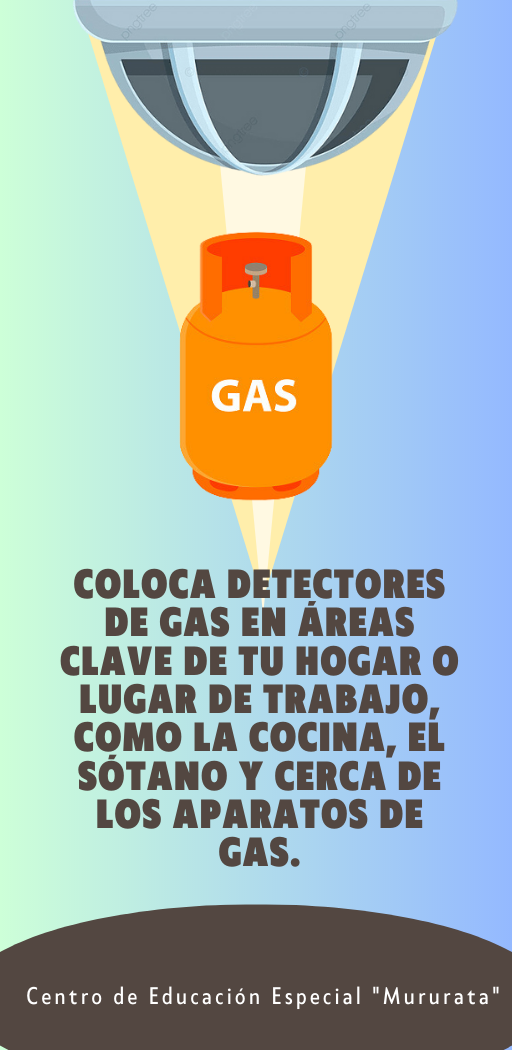 GAS
COLOCA DETECTORES
DE GAS EN ÁREAS
CLAVE DE TU HOGAR O
LUGAR DE TRABAJO,
COMO LA COCINA, EL
SÓTANO Y CERCA DE
LOS APARATOS DE
GAS.
Centro de Educación Especial "Mururata"